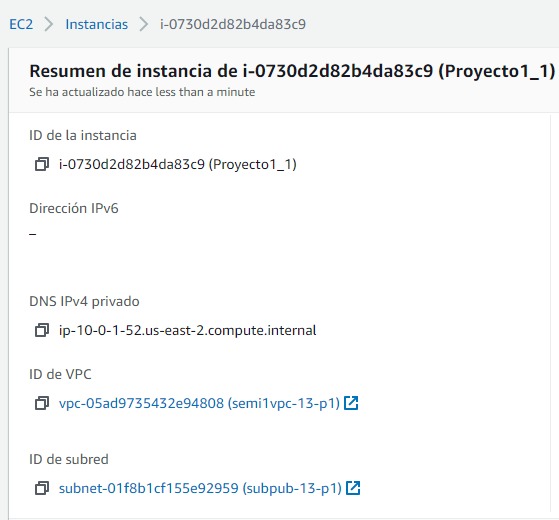 EC2 > Instancias > i-0730d2d82b4da83c9
Resumen de instancia de i-0730d2d82b4da83c9 (Proyecto1_1)
Se ha actualizado hace less than a minute
ID de la instancia
i-0730d2d82b4da83c9 (Proyecto1_1)
Dirección IPv6
–
DNS IPv4 privado
ip-10-0-1-52.us-east-2.compute.internal
ID de VPC
vpc-05ad9735432e94808 (semi1vpc-13-p1)
ID de subred
subnet-01f8b1cf155e92959 (subpub-13-p1)